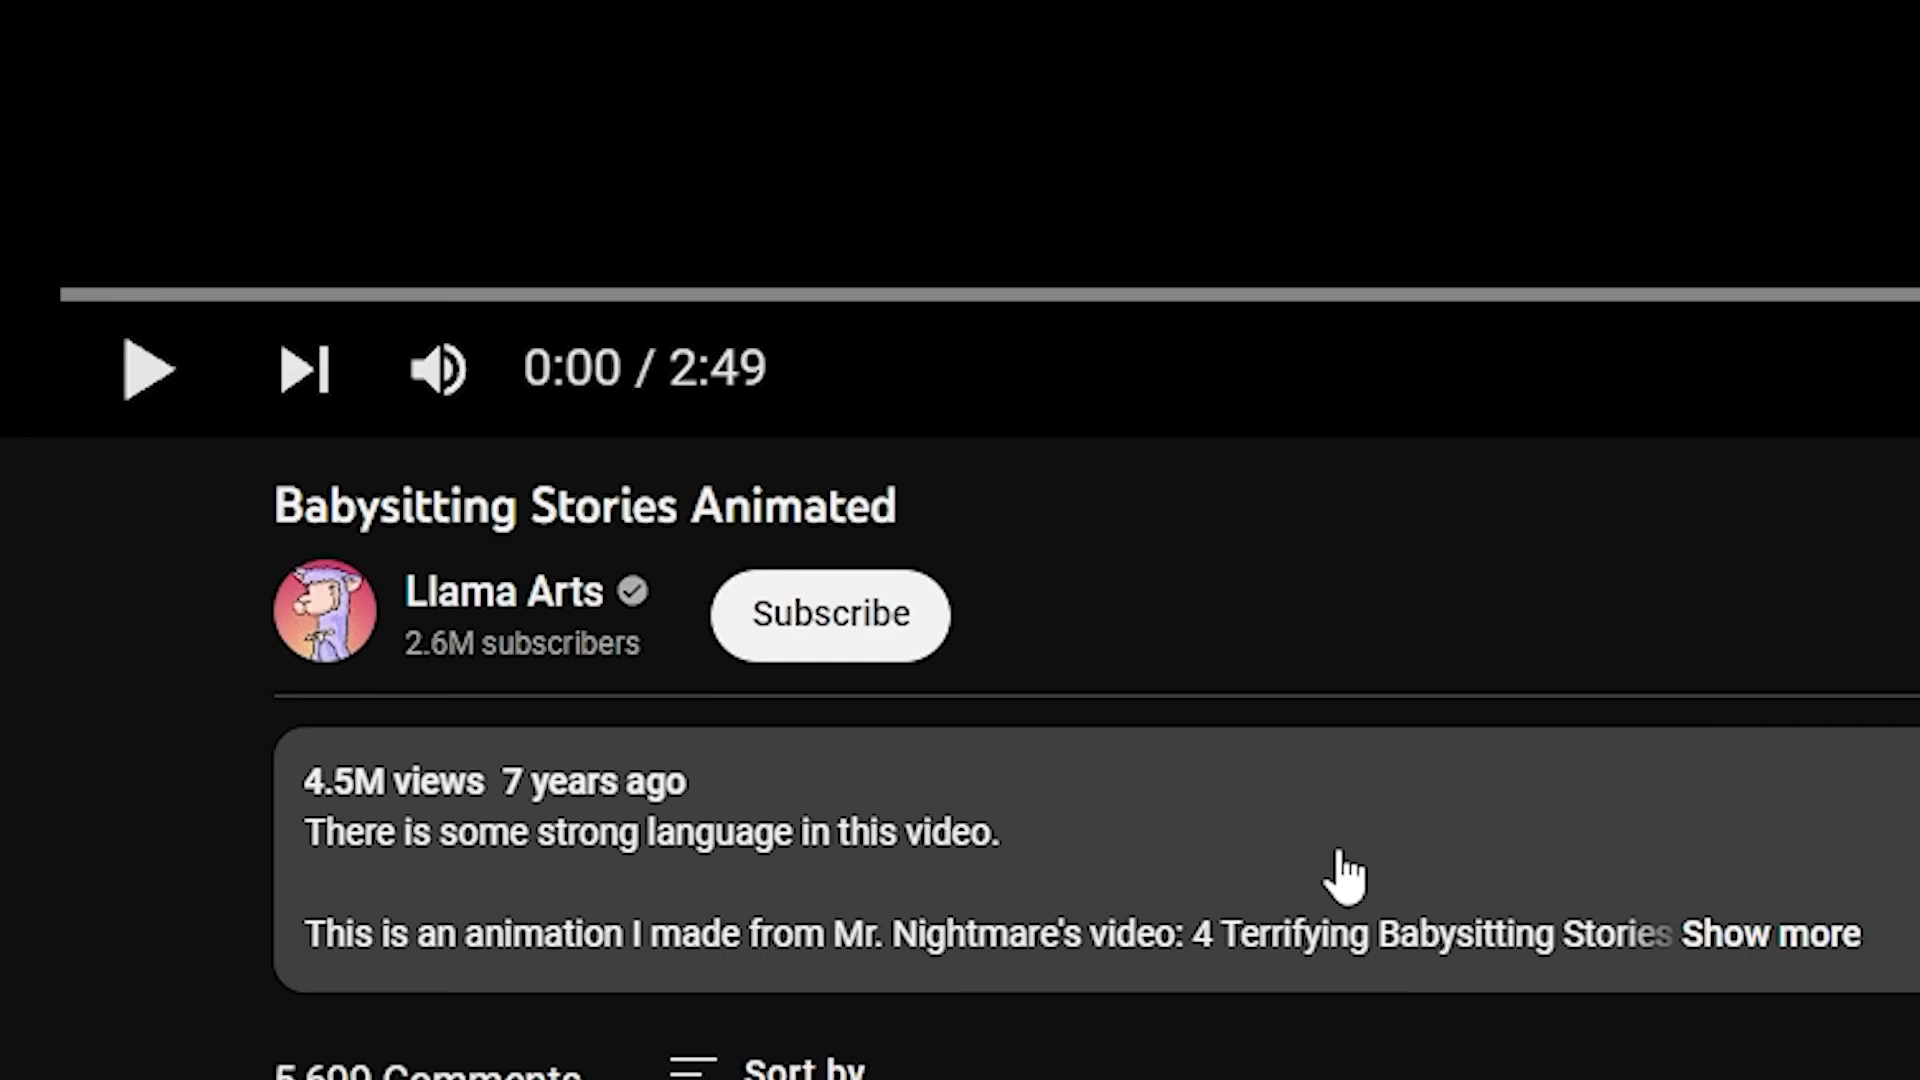 0:00 / 2:49
Babysitting Stories Animated
Llama Arts
2.6M subscribers
Subscribe
4.5M views 7 years ago
There is some strong language in this video.
This is an animation I made from Mr. Nightmare's video: 4 Terrifying Babysitting Stories Show more
Comments
Sort by